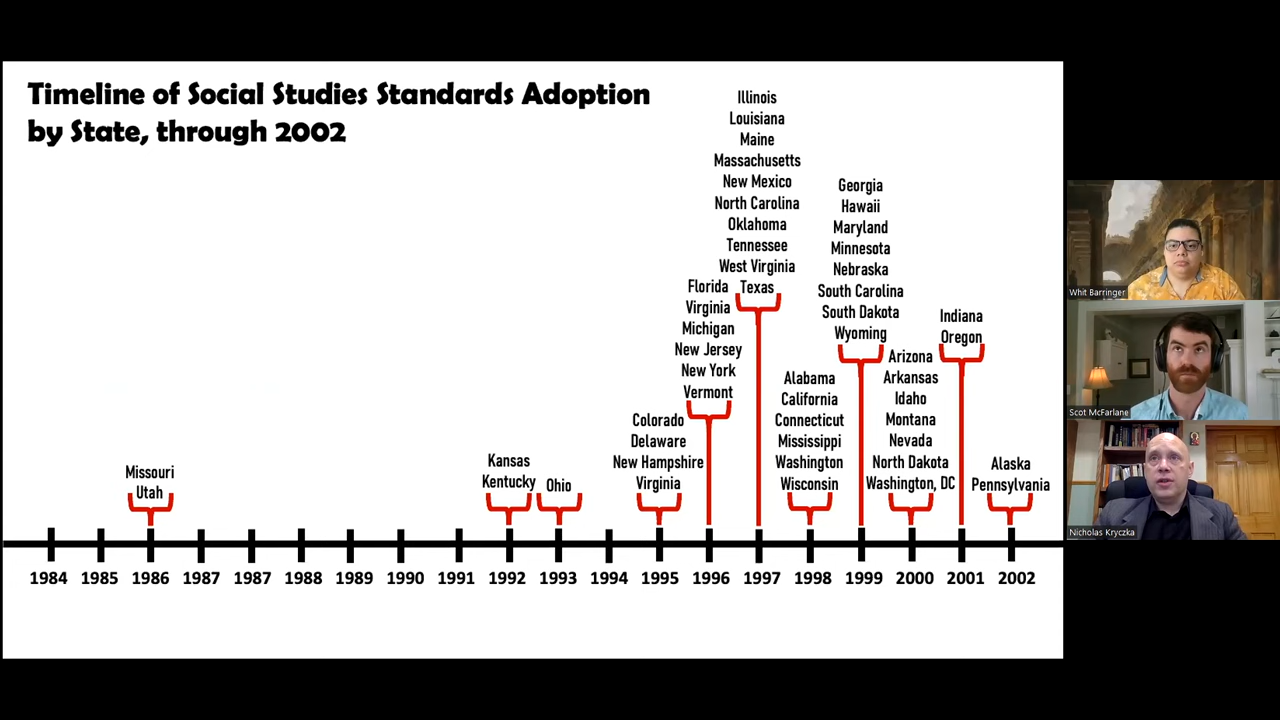 Timeline of Social Studies Standards Adoption
by State, through 2002
Missouri
Utah
Kansas
Kentucky
Ohio
Colorado
Delaware
New Hampshire
Virginia
Florida
Virginia
Michigan
New Jersey
New York
Vermont
Illinois
Louisiana
Maine
Massachusetts
New Mexico
North Carolina
Oklahoma
Tennessee
West Virginia
Texas
Alabama
California
Connecticut
Mississippi
Washington
Wisconsin
Georgia
Hawaii
Maryland
Minnesota
Nebraska
South Carolina
South Dakota
Wyoming
Arizona
Arkansas
Idaho
Montana
Nevada
North Dakota
Washington, DC
Indiana
Oregon
Alaska
Pennsylvania
1984 1985 1986 1987 1987 1988 1989 1990 1991 1992 1993 1994 1995 1996 1997 1998 1999 2000 2001 2002
Whit Barringer
Scot McFarlane
Nicholas Kryczka